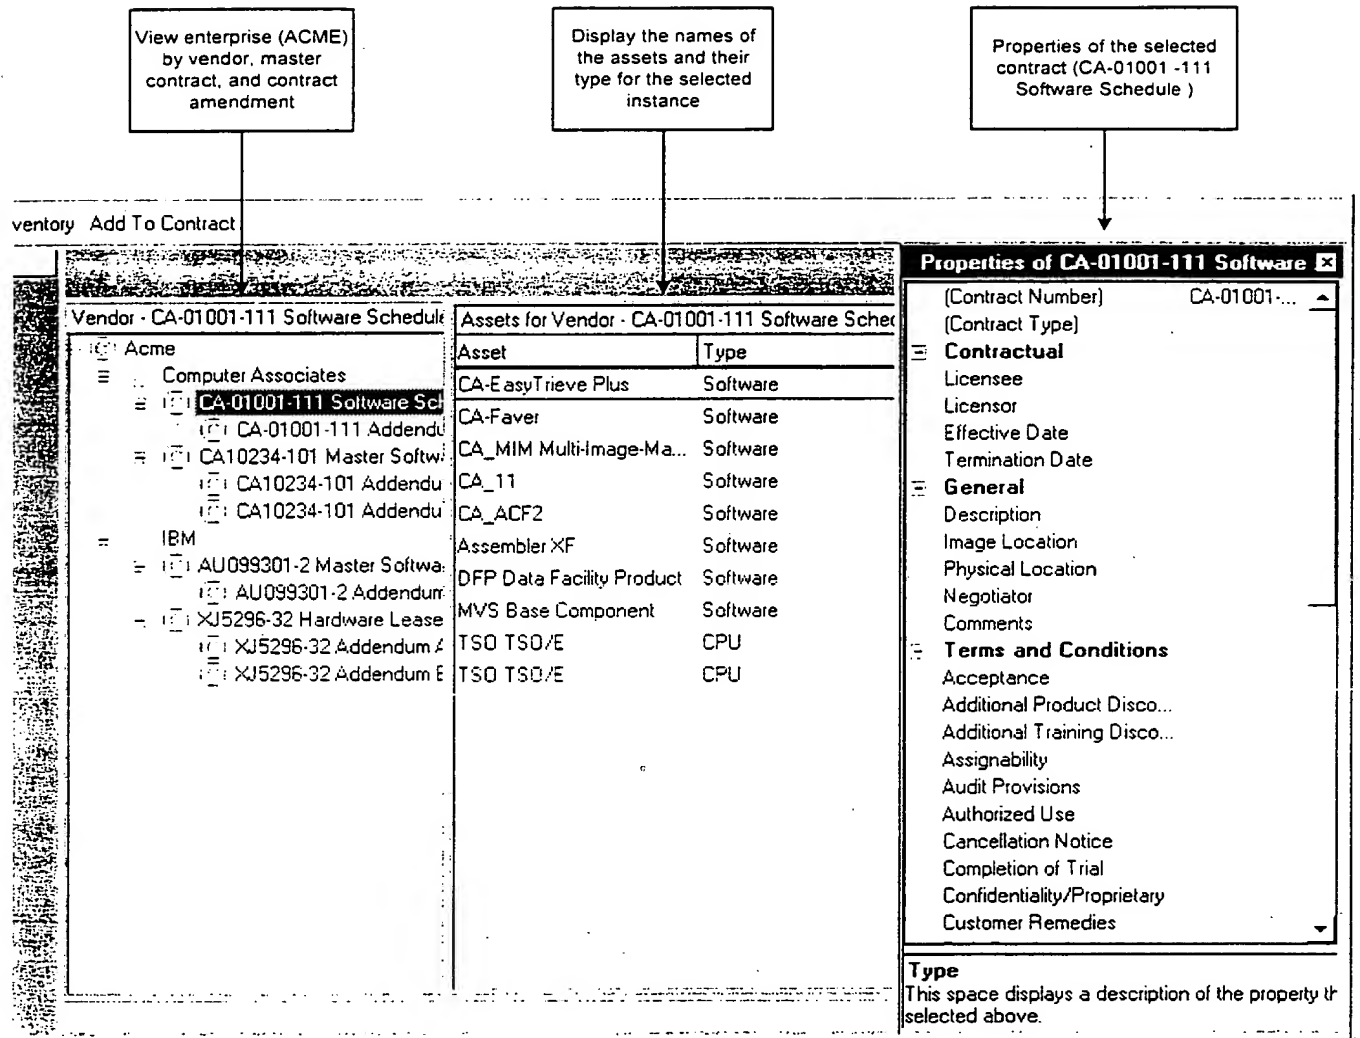 View enterprise (ACME)
by vendor, master
contract, and contract
amendment
Display the names of
the assets and their
type for the selected
instance
Properties of the selected
contract (CA-01001 -111
Software Schedule )
ventory Add To Contract
Vendor - CA-01001-111 Software Schedule
Acme
Computer Associates
CA-01001-111 Software Scl
CA-01001-111 Addendu
CA10234-101 Master Softw
CA10234-101 Addendu
CA10234-101 Addendu
IBM
AU099301-2 Master Softwa
AU099301-2 Addendum
XJ5296-32 Hardware Lease
XJ5296-32 Addendum A
XJ5296-32 Addendum B
Assets for Vendor - CA-01001-111 Software Sched
Asset Type
CA-EasyTrieve Plus Software
CA-Faver Software
CA_MIM Multi-Image-Ma... Software
CA_11 Software
CA_ACF2 Software
Assembler XF Software
DFP Data Facility Product Software
MVS Base Component Software
TSO TSO/E CPU
TSO TSO/E CPU
Properties of CA-01001-111 Software
(Contract Number) CA-01001-...
(Contract Type)
Contractual
Licensee
Licensor
Effective Date
Termination Date
General
Description
Image Location
Physical Location
Negotiator
Comments
Terms and Conditions
Acceptance
Additional Product Disco...
Additional Training Disco...
Assignability
Audit Provisions
Authorized Use
Cancellation Notice
Completion of Trial
Confidentiality/Proprietary
Customer Remedies
Type
This space displays a description of the property th
selected above.